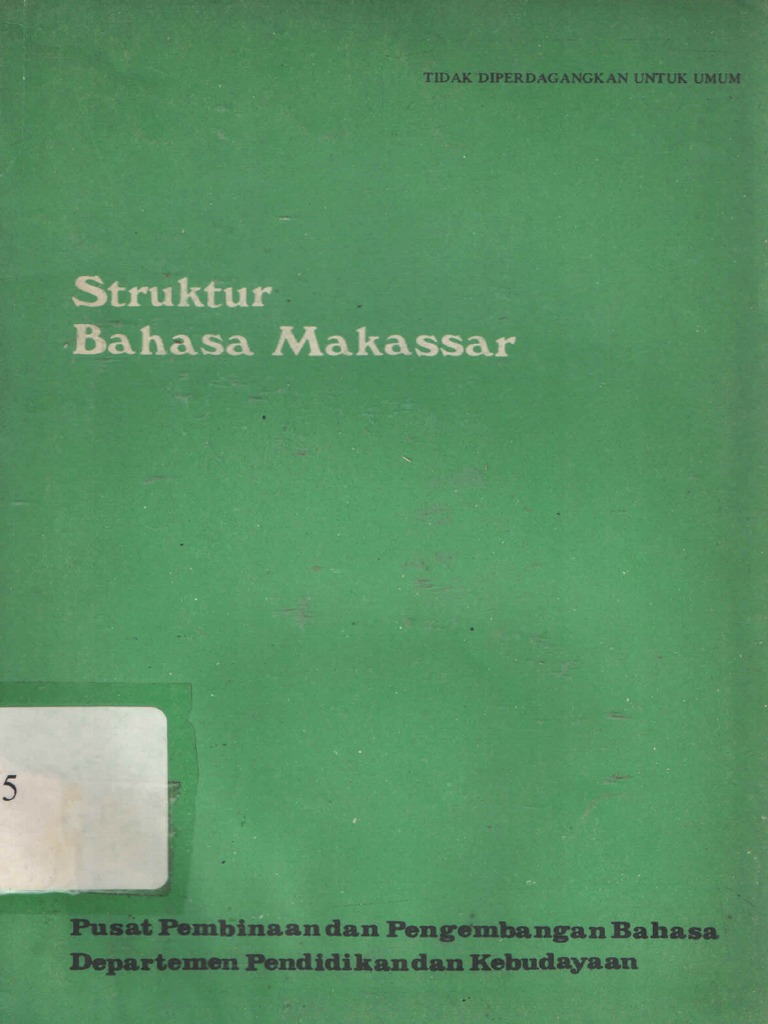 TIDAK DIPERDAGANGKAN UNTUK UMUM
Struktur
Bahasa Makassar
5
Pusat Pembinaan dan Pengembangan Bahasa
Departemen Pendidikan dan Kebudayaan